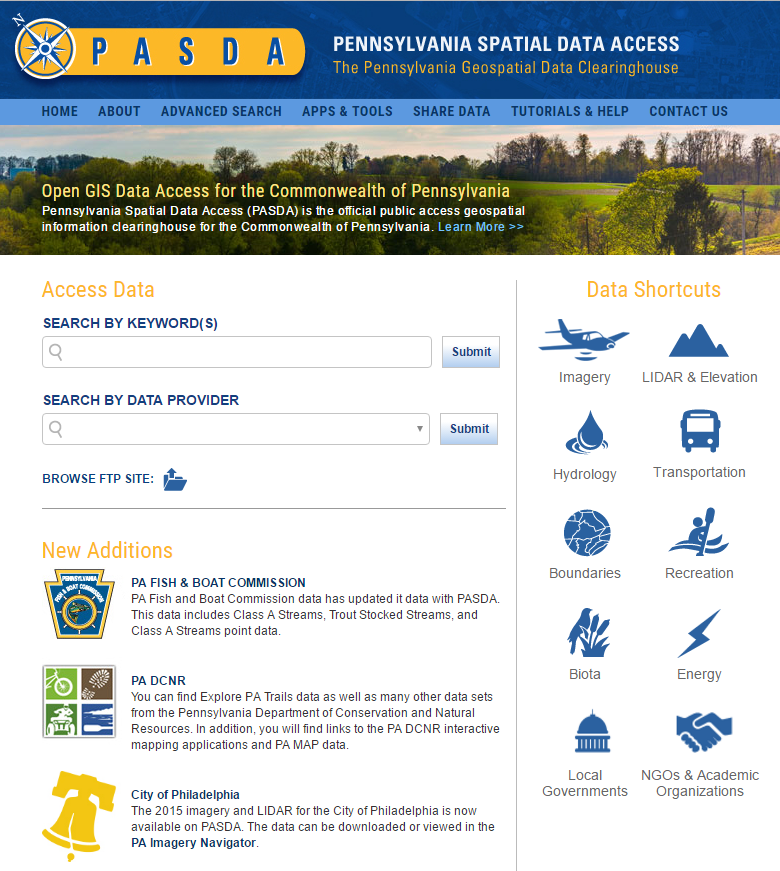 N
PASDA
PENNSYLVANIA SPATIAL DATA ACCESS
The Pennsylvania Geospatial Data Clearinghouse
HOME ABOUT ADVANCED SEARCH APPS & TOOLS SHARE DATA TUTORIALS & HELP CONTACT US
Open GIS Data Access for the Commonwealth of Pennsylvania
Pennsylvania Spatial Data Access (PASDA) is the official public access geospatial
information clearinghouse for the Commonwealth of Pennsylvania. Learn More >>
Access Data
SEARCH BY KEYWORD(S)
Submit
SEARCH BY DATA PROVIDER
Submit
BROWSE FTP SITE:
New Additions
PENNSYLVANIA
FISH & BOAT COMMISSION
PA FISH & BOAT COMMISSION
PA Fish and Boat Commission data has updated it data with PASDA.
This data includes Class A Streams, Trout Stocked Streams, and
Class A Streams point data.
PA DCNR
You can find Explore PA Trails data as well as many other data sets
from the Pennsylvania Department of Conservation and Natural
Resources. In addition, you will find links to the PA DCNR interactive
mapping applications and PA MAP data.
City of Philadelphia
The 2015 imagery and LIDAR for the City of Philadelphia is now
available on PASDA. The data can be downloaded or viewed in the
PA Imagery Navigator.
Data Shortcuts
Imagery
LIDAR & Elevation
Hydrology
Transportation
Boundaries
Recreation
Biota
Energy
Local
Governments
NGOs & Academic
Organizations